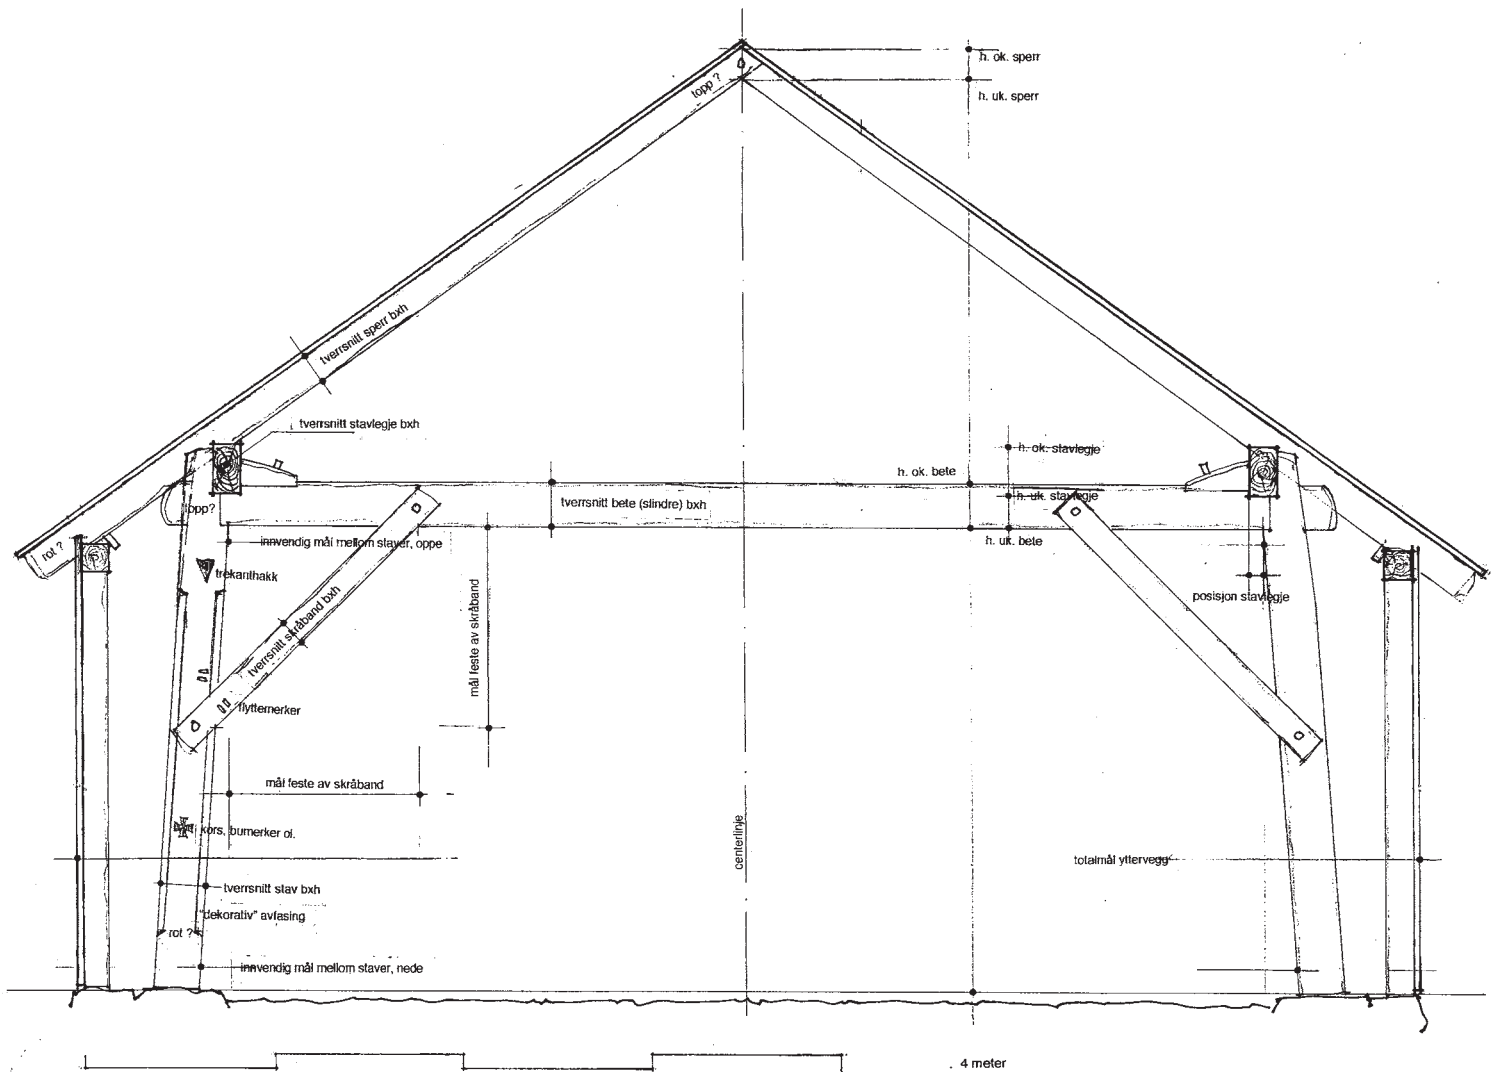 h. ok. sperr
topp ?
h. uk. sperr
tverrsnitt sperr bxh
tverrsnitt stavlegje bxh
h. ok. stavlegje
h. ok. bete
h. uk. stavlegje
tverrsnitt bete (slindre) bxh
topp?
h. uk. bete
innvendig mål mellom staver, oppe
rot ?
trekanthakk
posisjon stavlegje
tverrsnitt skråband bxh
mål feste av skråband
flyttemerker
mål feste av skråband
kors, bumerker ol.
centerlinje
totalmål yttervegg
tverrsnitt stav bxh
"dekorativ" avfasing
rot ?
innvendig mål mellom staver, nede
4 meter